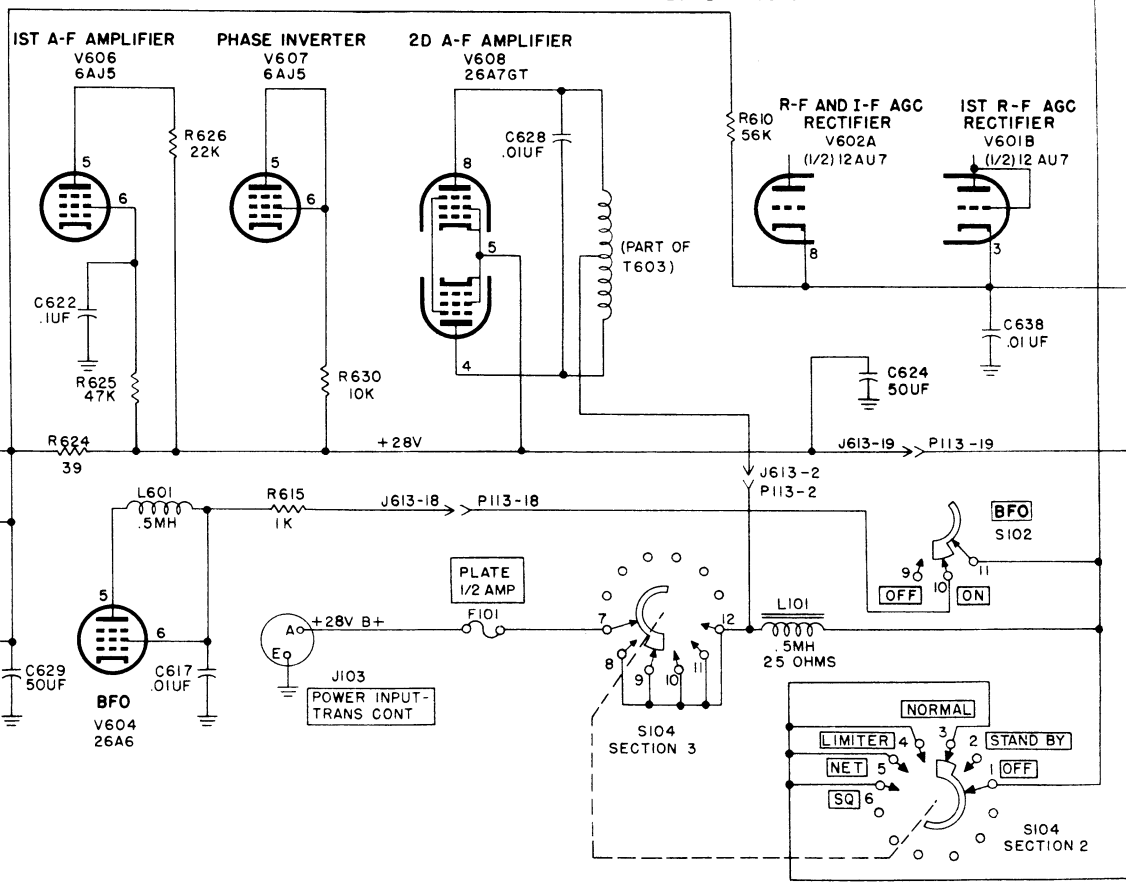 1ST A-F AMPLIFIER
V606
6AJ5
PHASE INVERTER
V607
6AJ5
2D A-F AMPLIFIER
V608
26A7GT
R-F AND I-F AGC
RECTIFIER
V602A
(1/2)12AU7
1ST R-F AGC
RECTIFIER
V601B
(1/2)12AU7
R626
22K
C628
.01UF
R610
56K
5
6
5
6
8
5
4
8
3
(PART OF
T603)
C622
.1UF
R625
47K
R630
10K
C638
.01UF
C624
50UF
R624
39
+28V
J613-19
P113-19
J613-2
P113-2
L601
.5MH
R615
1K
J613-18
P113-18
BFO
S102
9
10
11
OFF
ON
PLATE
1/2 AMP
F101
5
6
A
+28V B+
E
J103
POWER INPUT-
TRANS CONT
7
8
9
10
11
12
L101
.5MH
25 OHMS
C629
50UF
C617
.01UF
BFO
V604
26A6
S104
SECTION 3
NORMAL
LIMITER 4
3
2 STAND BY
NET 5
1 OFF
SQ 6
S104
SECTION 2